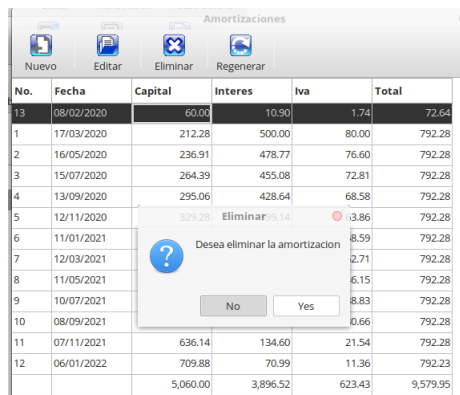 Amortizaciones
Nuevo Editar Eliminar Regenerar
No. Fecha Capital Interes Iva Total
13 08/02/2020 60.00 10.90 1.74 72.64
1 17/03/2020 212.28 500.00 80.00 792.28
2 16/05/2020 236.91 478.77 76.60 792.28
3 15/07/2020 264.39 455.08 72.81 792.28
4 13/09/2020 295.06 428.64 68.58 792.28
5 12/11/2020 329.28 399.14 63.86 792.28
Eliminar
6 11/01/2021 792.28
Desea eliminar la amortizacion
7 12/03/2021 792.28
8 11/05/2021 792.28
9 10/07/2021 792.28
No Yes
10 08/09/2021 792.28
11 07/11/2021 636.14 134.60 21.54 792.28
12 06/01/2022 709.88 70.99 11.36 792.23
5,060.00 3,896.52 623.43 9,579.95